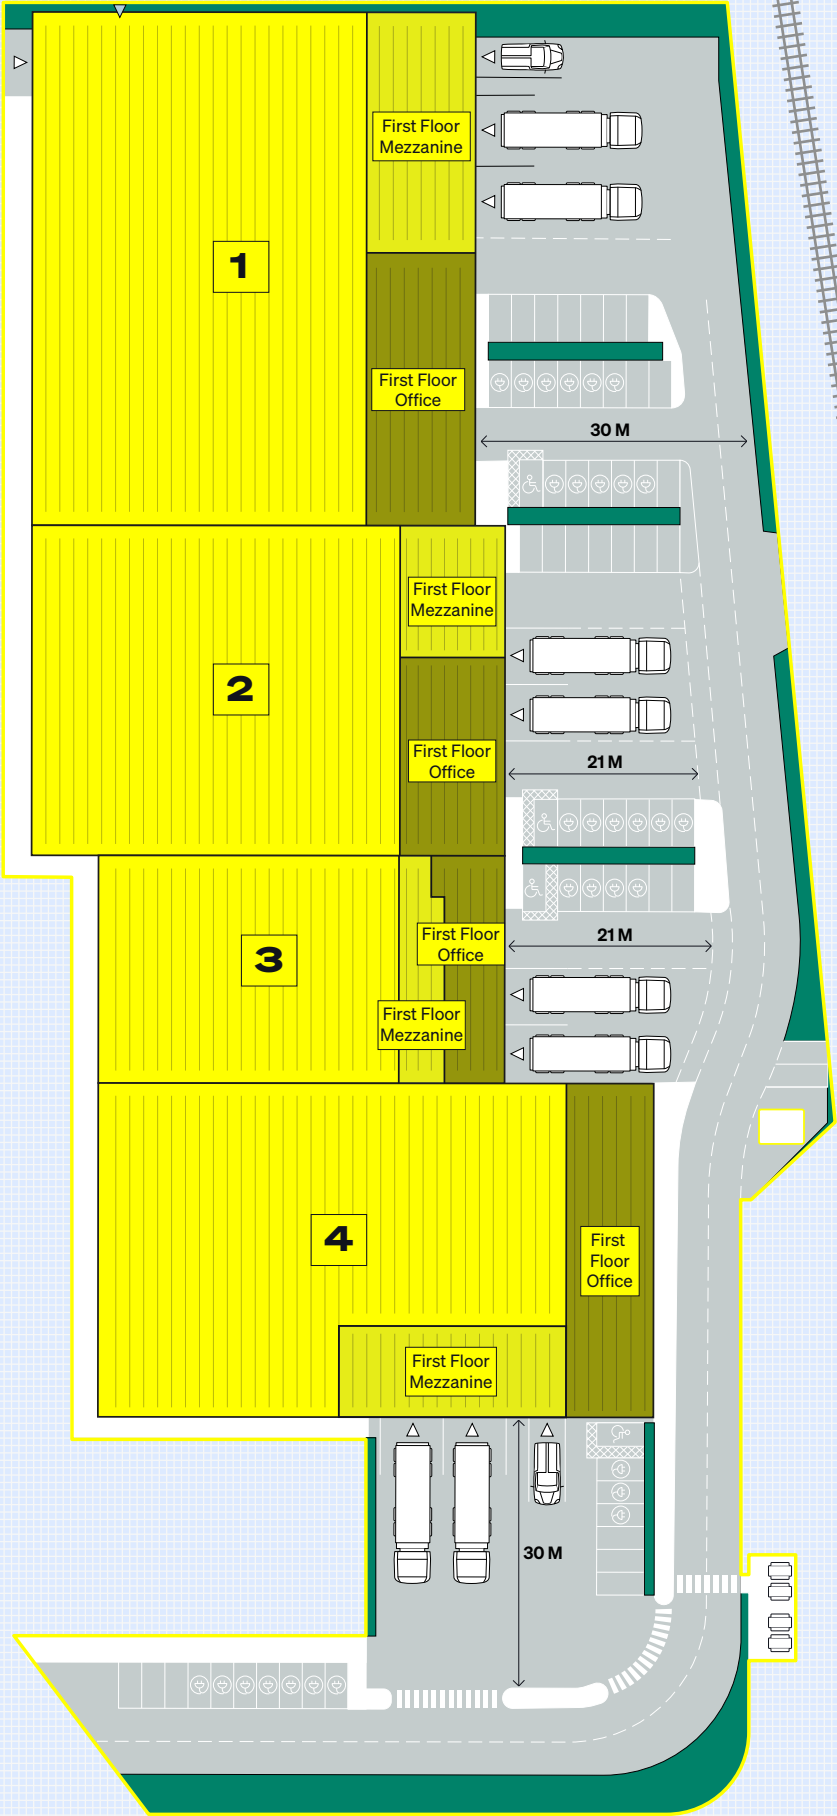 First Floor
Mezzanine
1
First Floor
Office
30 M
First Floor
Mezzanine
2
First Floor
Office
21 M
First Floor
Office
21 M
3
First Floor
Mezzanine
4
First
Floor
Office
First Floor
Mezzanine
30 M